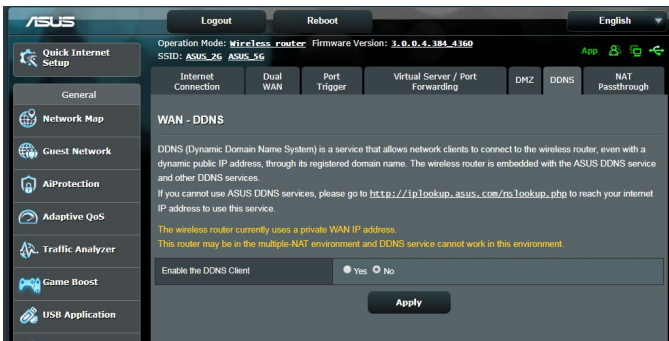 ASUS
Logout
Reboot
English
Quick Internet
Setup
Operation Mode: Wireless router Firmware Version: 3.0.0.4.384_4360
SSID: ASUS_2G ASUS_5G
App
Internet
Connection
Dual
WAN
Port
Trigger
Virtual Server / Port
Forwarding
DMZ
DDNS
NAT
Passthrough
General
Network Map
Guest Network
AiProtection
Adaptive QoS
Traffic Analyzer
Game Boost
USB Application
WAN - DDNS
DDNS (Dynamic Domain Name System) is a service that allows network clients to connect to the wireless router, even with a
dynamic public IP address, through its registered domain name. The wireless router is embedded with the ASUS DDNS service
and other DDNS services.
If you cannot use ASUS DDNS services, please go to http://iplookup.asus.com/nslookup.php to reach your internet
IP address to use this service.
The wireless router currently uses a private WAN IP address.
This router may be in the multiple-NAT environment and DDNS service cannot work in this environment.
Enable the DDNS Client
Yes No
Apply